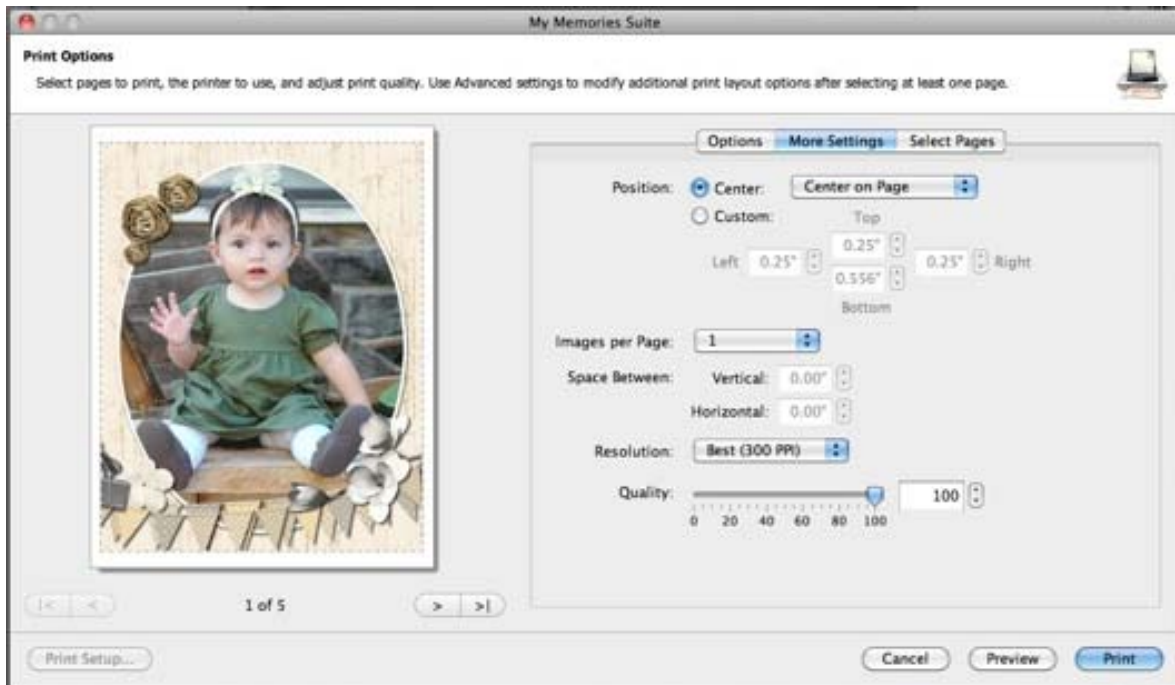 My Memories Suite
Print Options
Select pages to print, the printer to use, and adjust print quality. Use Advanced settings to modify additional print layout options after selecting at least one page.
Options More Settings Select Pages
Position: Center: Center on Page
Custom: Top
0.25"
Left 0.25" 0.25" Right
0.556"
Bottom
Images per Page: 1
Space Between: Vertical: 0.00"
Horizontal: 0.00"
Resolution: Best (300 PPI)
Quality: 100
0 20 40 60 80 100
|< < 1 of 5 > >|
Print Setup... Cancel Preview Print